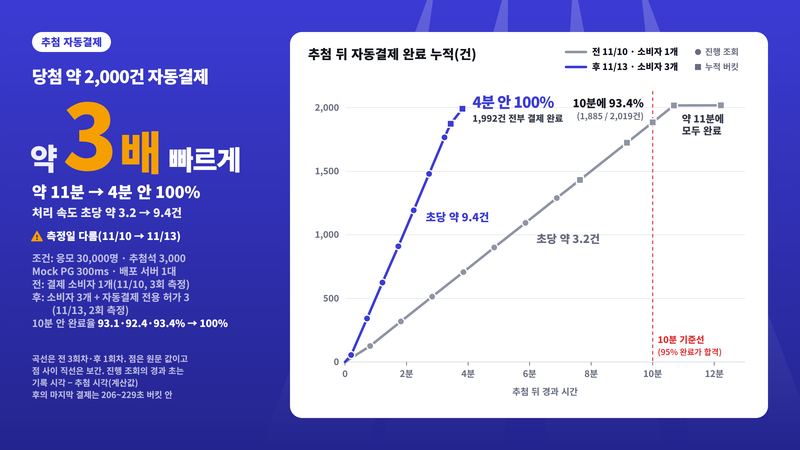 추첨 자동결제
당첨 약 2,000건 자동결제
약 3배 빠르게
약 11분 → 4분 안 100%
처리 속도 초당 약 3.2 → 9.4건
측정일 다름(11/10 → 11/13)
조건: 응모 30,000명 · 추첨석 3,000
Mock PG 300ms · 배포 서버 1대
전: 결제 소비자 1개(11/10, 3회 측정)
후: 소비자 3개 + 자동결제 전용 허가 3
(11/13, 2회 측정)
10분 안 완료율 93.1·92.4·93.4% → 100%
곡선은 전 3회차·후 1회차. 점은 원문 값이고
점 사이 직선은 보간. 진행 조회의 경과 초는
기록 시각 − 추첨 시각(계산값)
후의 마지막 결제는 206~229초 버킷 안
추첨 뒤 자동결제 완료 누적(건)
전 11/10 · 소비자 1개
진행 조회
후 11/13 · 소비자 3개
누적 버킷
4분 안 100%
1,992건 전부 결제 완료
10분에 93.4%
(1,885 / 2,019건)
약 11분에
모두 완료
초당 약 9.4건
초당 약 3.2건
10분 기준선
(95% 완료가 합격)
2,000
1,500
1,000
500
0
0 2분 4분 6분 8분 10분 12분
추첨 뒤 경과 시간